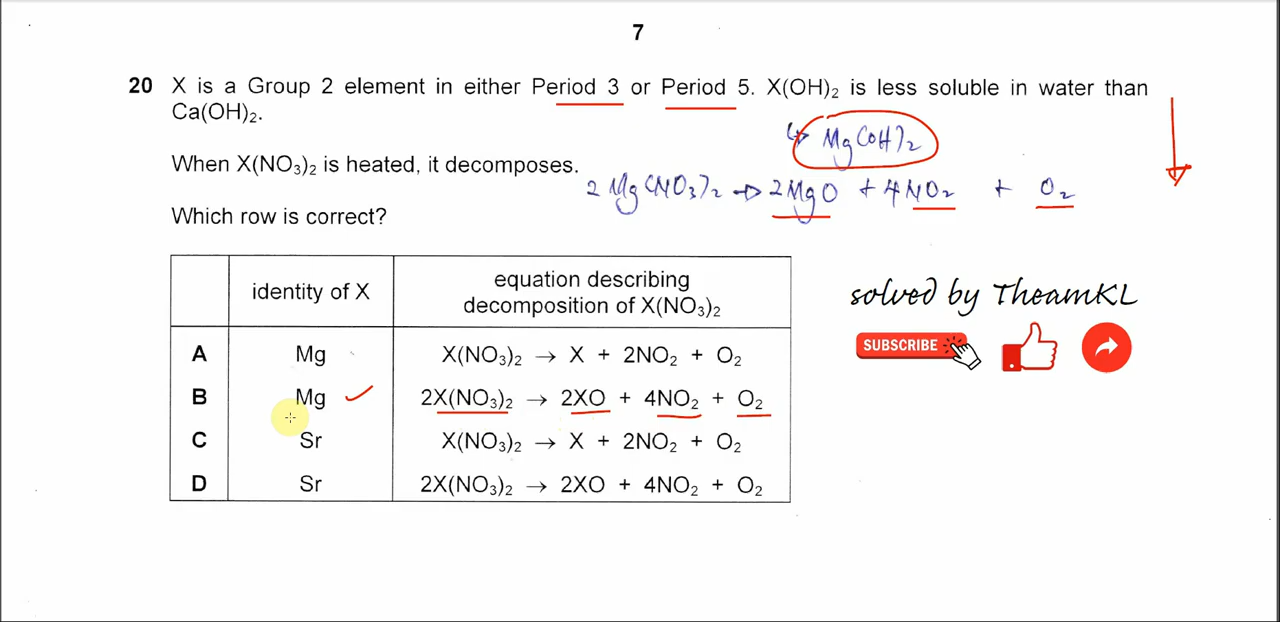 7
20 X is a Group 2 element in either Period 3 or Period 5. X(OH)₂ is less soluble in water than
Ca(OH)₂.
Mg(OH)₂
When X(NO₃)₂ is heated, it decomposes.
2Mg(NO₃)₂ → 2MgO + 4NO₂ + O₂
Which row is correct?
identity of X
equation describing
decomposition of X(NO₃)₂
A Mg X(NO₃)₂ → X + 2NO₂ + O₂
B Mg ✓ 2X(NO₃)₂ → 2XO + 4NO₂ + O₂
C Sr X(NO₃)₂ → X + 2NO₂ + O₂
D Sr 2X(NO₃)₂ → 2XO + 4NO₂ + O₂
solved by TheamKL
SUBSCRIBE